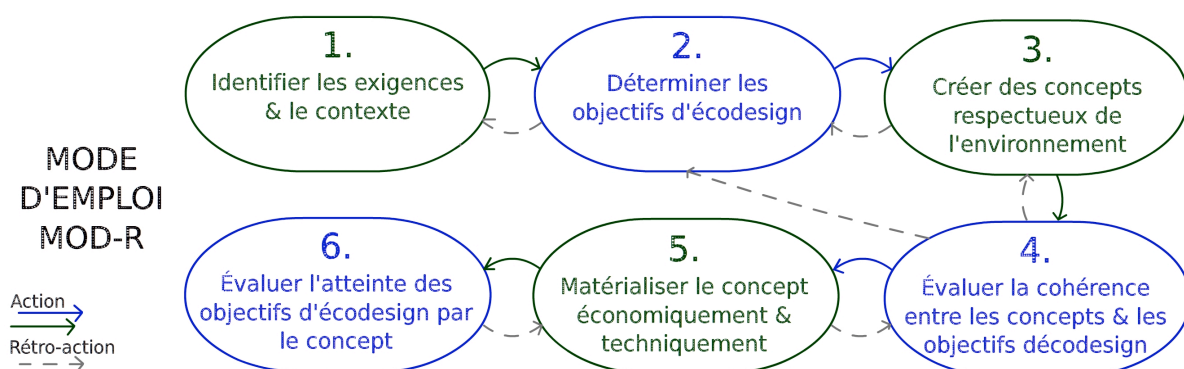 MODE
D'EMPLOI
MOD-R
1.
Identifier les exigences
& le contexte
2.
Déterminer les
objectifs d'écodesign
3.
Créer des concepts
respectueux de
l'environnement
4.
Évaluer la cohérence
entre les concepts & les
objectifs décodesign
5.
Matérialiser le concept
économiquement &
techniquement
6.
Évaluer l'atteinte des
objectifs d'écodesign par
le concept
Action
Rétro-action